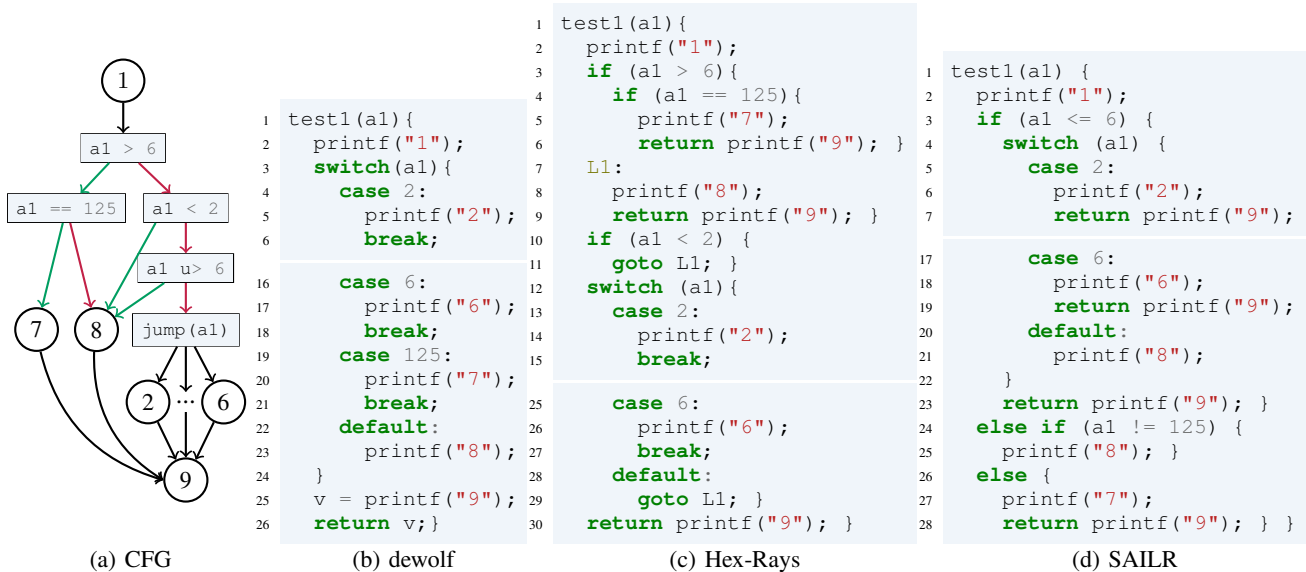 1
a1 > 6
a1 == 125
a1 < 2
a1 u> 6
7
8
jump(a1)
2
...
6
9
(a) CFG
1 test1(a1){
2 printf("1");
3 switch(a1){
4 case 2:
5 printf("2");
6 break;
16 case 6:
17 printf("6");
18 break;
19 case 125:
20 printf("7");
21 break;
22 default:
23 printf("8");
24 }
25 v = printf("9");
26 return v;}
(b) dewolf
1 test1(a1){
2 printf("1");
3 if (a1 > 6){
4 if (a1 == 125){
5 printf("7");
6 return printf("9"); }
7 L1:
8 printf("8");
9 return printf("9"); }
10 if (a1 < 2) {
11 goto L1; }
12 switch (a1){
13 case 2:
14 printf("2");
15 break;
25 case 6:
26 printf("6");
27 break;
28 default:
29 goto L1; }
30 return printf("9"); }
(c) Hex-Rays
1 test1(a1) {
2 printf("1");
3 if (a1 <= 6) {
4 switch (a1) {
5 case 2:
6 printf("2");
7 return printf("9");
17 case 6:
18 printf("6");
19 return printf("9");
20 default:
21 printf("8");
22 }
23 return printf("9"); }
24 else if (a1 != 125) {
25 printf("8"); }
26 else {
27 printf("7");
28 return printf("9"); } }
(d) SAILR